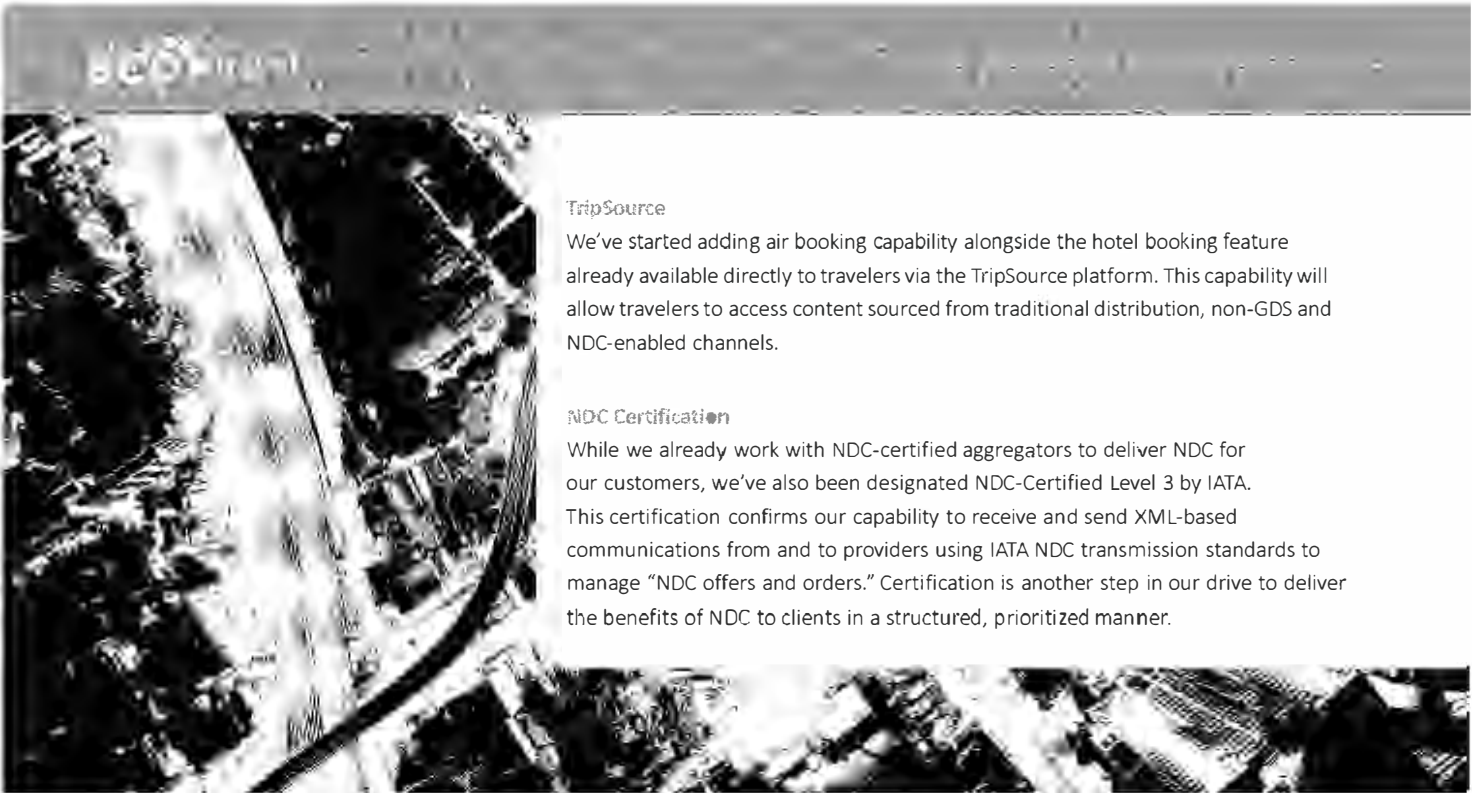 TripSource
We've started adding air booking capability alongside the hotel booking feature
already available directly to travelers via the TripSource platform. This capability will
allow travelers to access content sourced from traditional distribution, non-GDS and
NDC-enabled channels.
NDC Certification
While we already work with NDC-certified aggregators to deliver NDC for
our customers, we've also been designated NDC-Certified Level 3 by IATA.
This certification confirms our capability to receive and send XML-based
communications from and to providers using IATA NDC transmission standards to
manage “NDC offers and orders.” Certification is another step in our drive to deliver
the benefits of NDC to clients in a structured, prioritized manner.